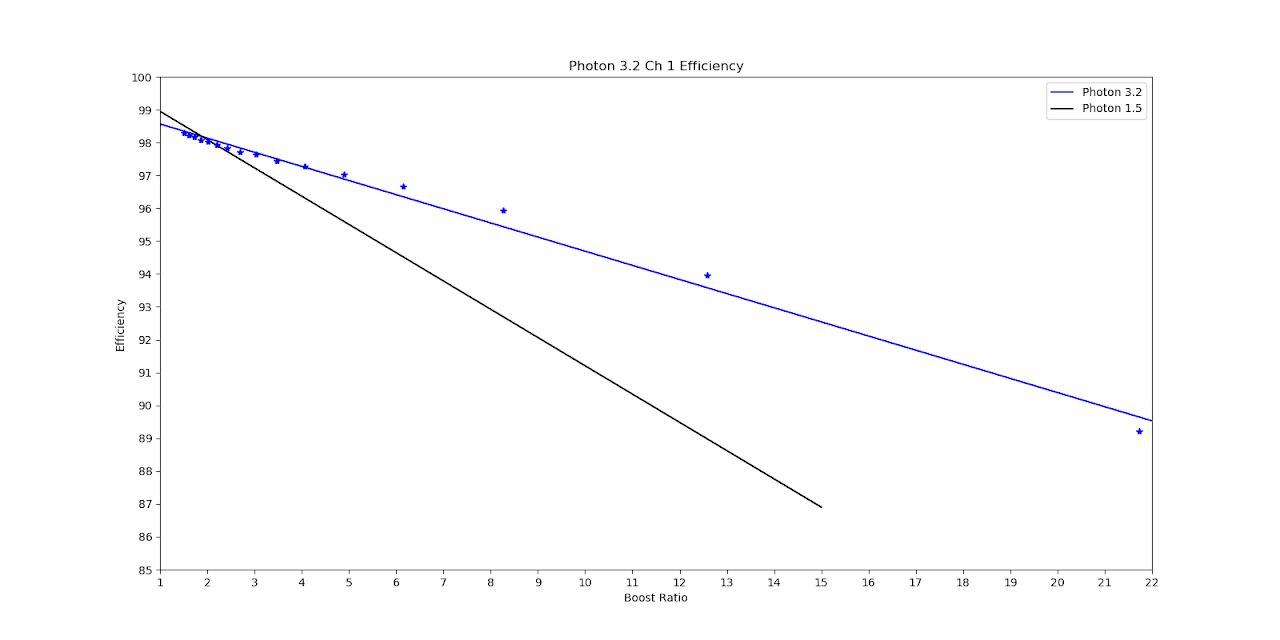 Photon 3.2 Ch 1 Efficiency
100
99
98
97
96
95
94
93
92
91
90
89
88
87
86
85
Efficiency
Photon 3.2
Photon 1.5
1 2 3 4 5 6 7 8 9 10 11 12 13 14 15 16 17 18 19 20 21 22
Boost Ratio